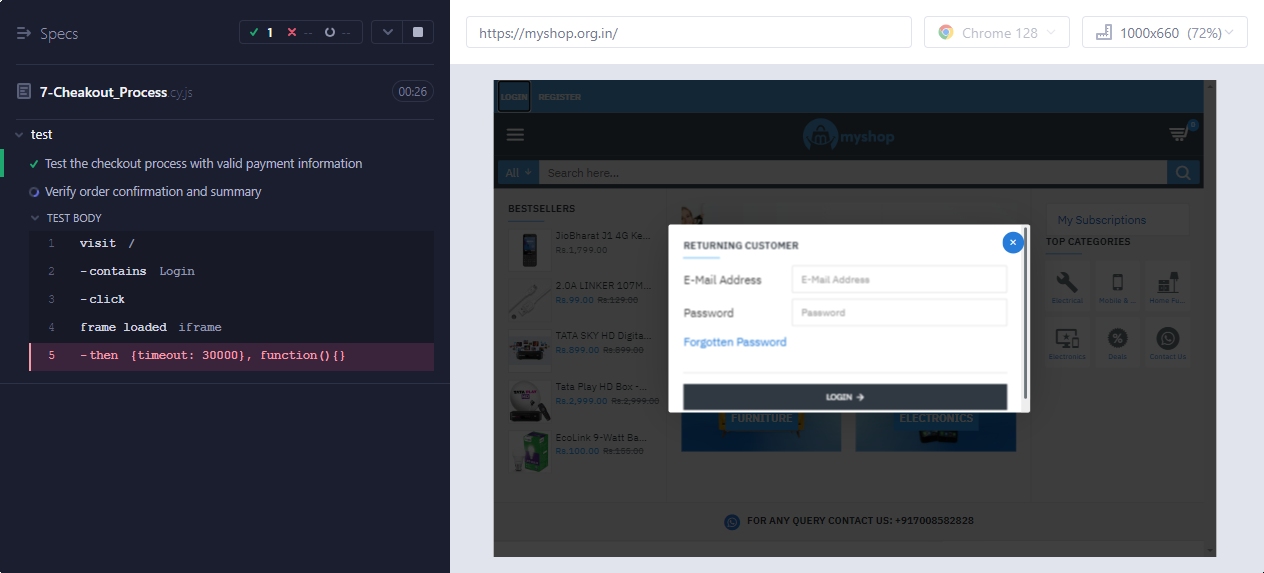 Specs
1
--
--
7-Cheakout_Process.cy.js
00:26
test
Test the checkout process with valid payment information
Verify order confirmation and summary
TEST BODY
1 visit /
2 -contains Login
3 -click
4 frame loaded iframe
5 -then {timeout: 30000}, function(){}
https://myshop.org.in/
Chrome 128
1000x660 (72%)
LOGIN REGISTER
myshop
0
All
Search here...
BESTSELLERS
JioBharat J1 4G Ke...
Rs.1,799.00
2.0A LINKER 107M...
Rs.99.00 Rs.129.00
TATA SKY HD Digita...
Rs.699.00 Rs.899.00
Tata Play HD Box -...
Rs.2,999.00 Rs.2,999.00
EcoLink 9-Watt Ba...
Rs.100.00 Rs.150.00
RETURNING CUSTOMER
E-Mail Address
E-Mail Address
Password
Password
Forgotten Password
LOGIN
FURNITURE
ELECTRONICS
My Subscriptions
TOP CATEGORIES
Electrical
Mobile & ...
Home Fu...
Electronics
Deals
Contact Us
FOR ANY QUERY CONTACT US: +917008582828